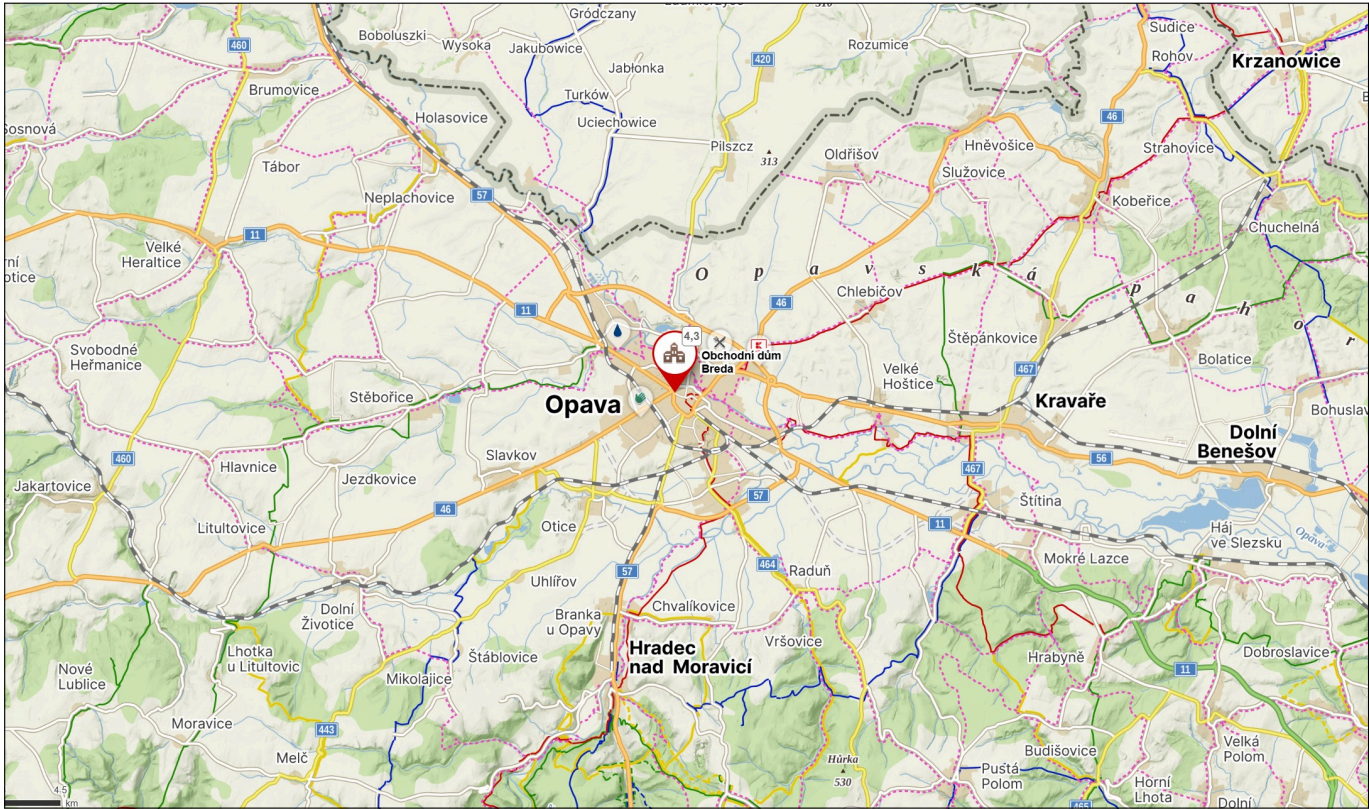 Gródczany
310
Boboluszki
Wysoka
Jakubowice
Rozumice
Sudice
460
420
Rohov
Krzanowice
Jabłonka
Brumovice
Turków
Holasovice
Uciechowice
46
Sosnová
Pilszcz
313
Oldřišov
Hněvošice
Strahovice
Tábor
Služovice
Neplachovice
57
Kobeřice
11
Chuchelná
Velké
Heraltice
O p a v s k á
p a h o r
Chlebičov
46
11
4,3
Obchodní dům
Breda
Svobodné
Heřmanice
Štěpánkovice
Bolatice
Velké
Hoštice
467
Stěbořice
Opava
Kravaře
Dolní
Benešov
Slavkov
460
Hlavnice
56
Jakartovice
Jezdkovice
467
57
Štítina
46
Litultovice
Otice
11
Háj
ve Slezsku
Opava
Mokré Lazce
57
464
Raduň
Uhlířov
Dolní
Životice
Branka
u Opavy
Chvalíkovice
Vršovice
Hradec
nad Moravicí
Lhotka
u Litultovic
Štáblovice
Hrabyně
Dobroslavice
11
Nové
Lublice
Mikolajice
Moravice
443
Melč
Budišovice
Velká
Polom
Hůrka
530
Pustá
Polom
Horní
Lhota
465
Dolní
4.5
km